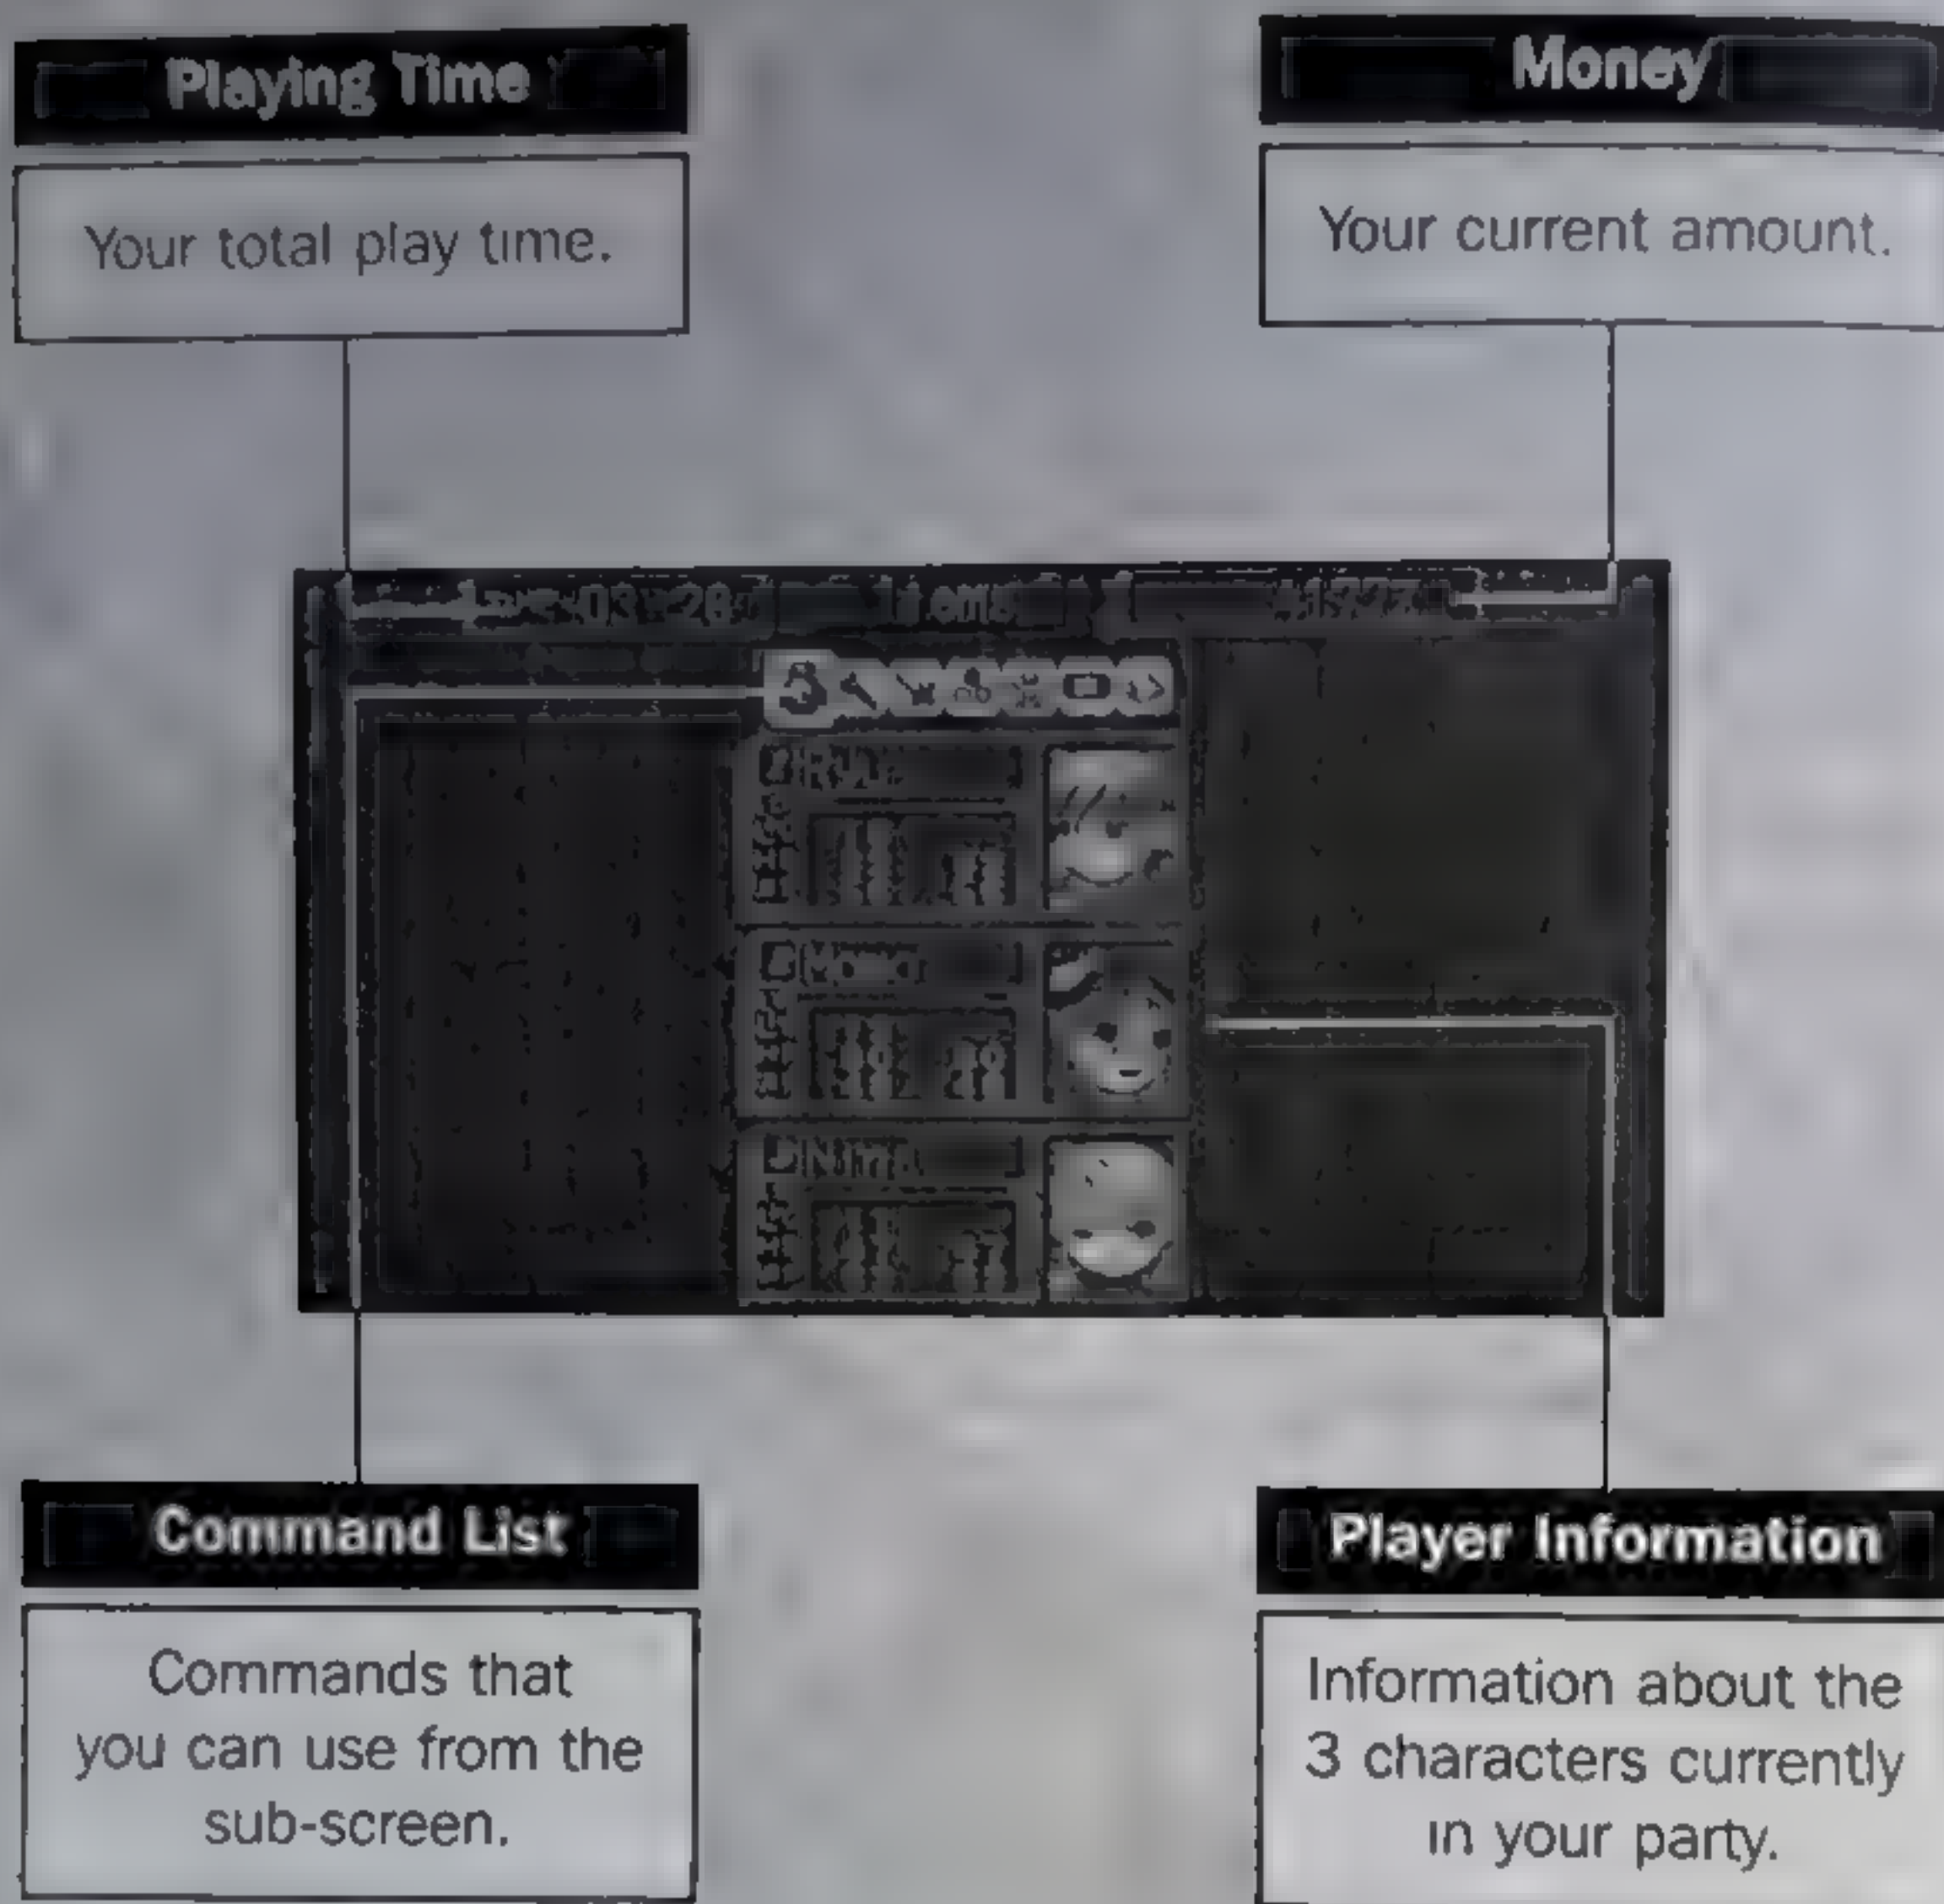 Playing Time
Your total play time.
Money
Your current amount.
Items
Command List
Commands that
you can use from the
sub-screen.
Player Information
Information about the
3 characters currently
in your party.